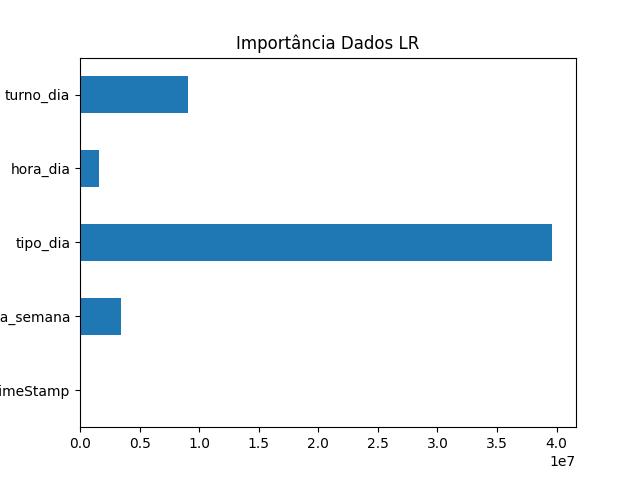 Importância Dados LR
turno_dia
hora_dia
tipo_dia
a_semana
imeStamp
0.0 0.5 1.0 1.5 2.0 2.5 3.0 3.5 4.0
1e7